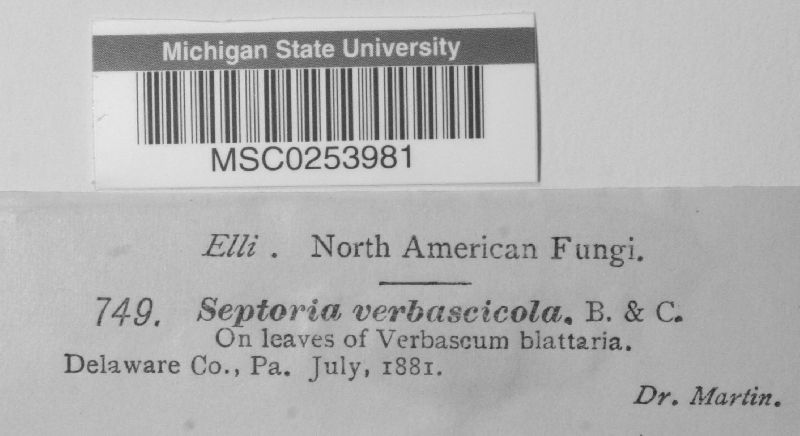 Michigan State University
MSC0253981
Elli . North American Fungi.
749. Septoria verbascicola, B. & C.
On leaves of Verbascum blattaria.
Delaware Co., Pa. July, 1881.
Dr. Martin.